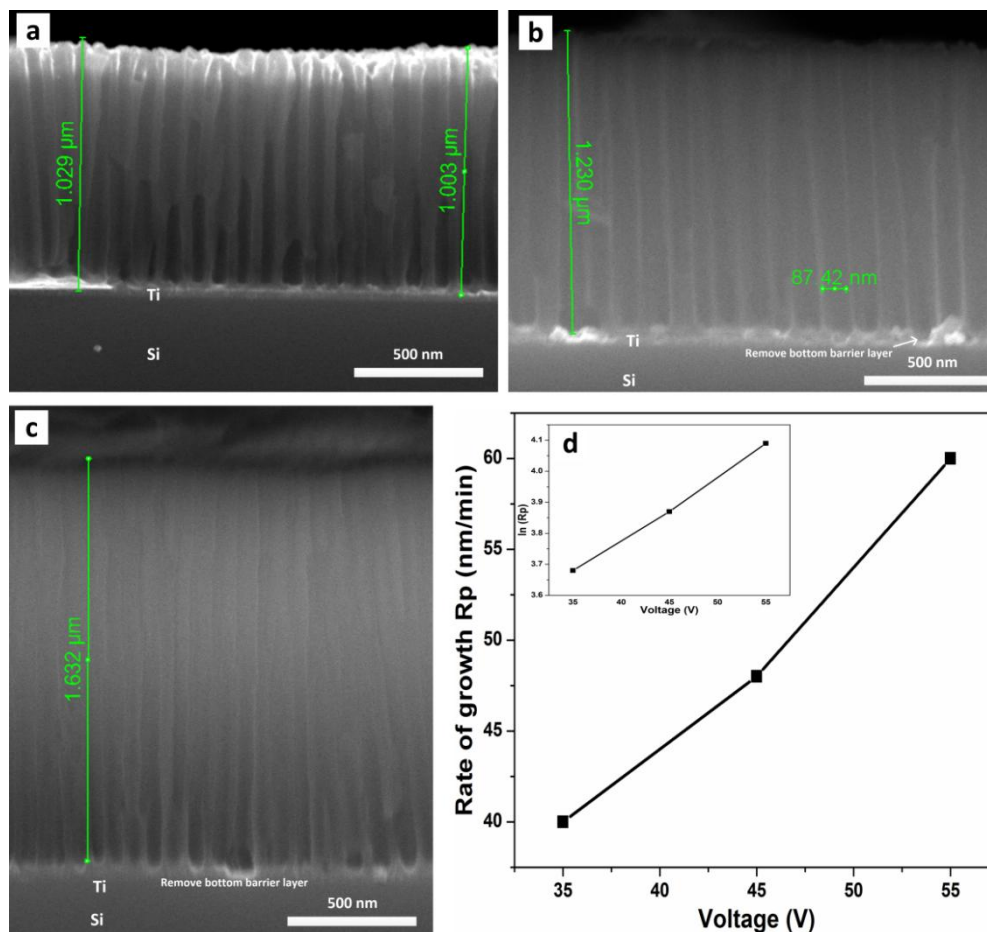 a
1.029 µm
1.003 µm
Ti
Si
500 nm
b
1.230 µm
87.42 nm
Ti
Remove bottom barrier layer
Si
500 nm
c
1.632 µm
Ti
Remove bottom barrier layer
Si
500 nm
d
Rate of growth Rp (nm/min)
60
55
50
45
40
35
40
45
50
55
Voltage (V)
ln (Rp)
4.1
4.0
3.9
3.8
3.7
3.6
35
40
45
50
55
Voltage (V)